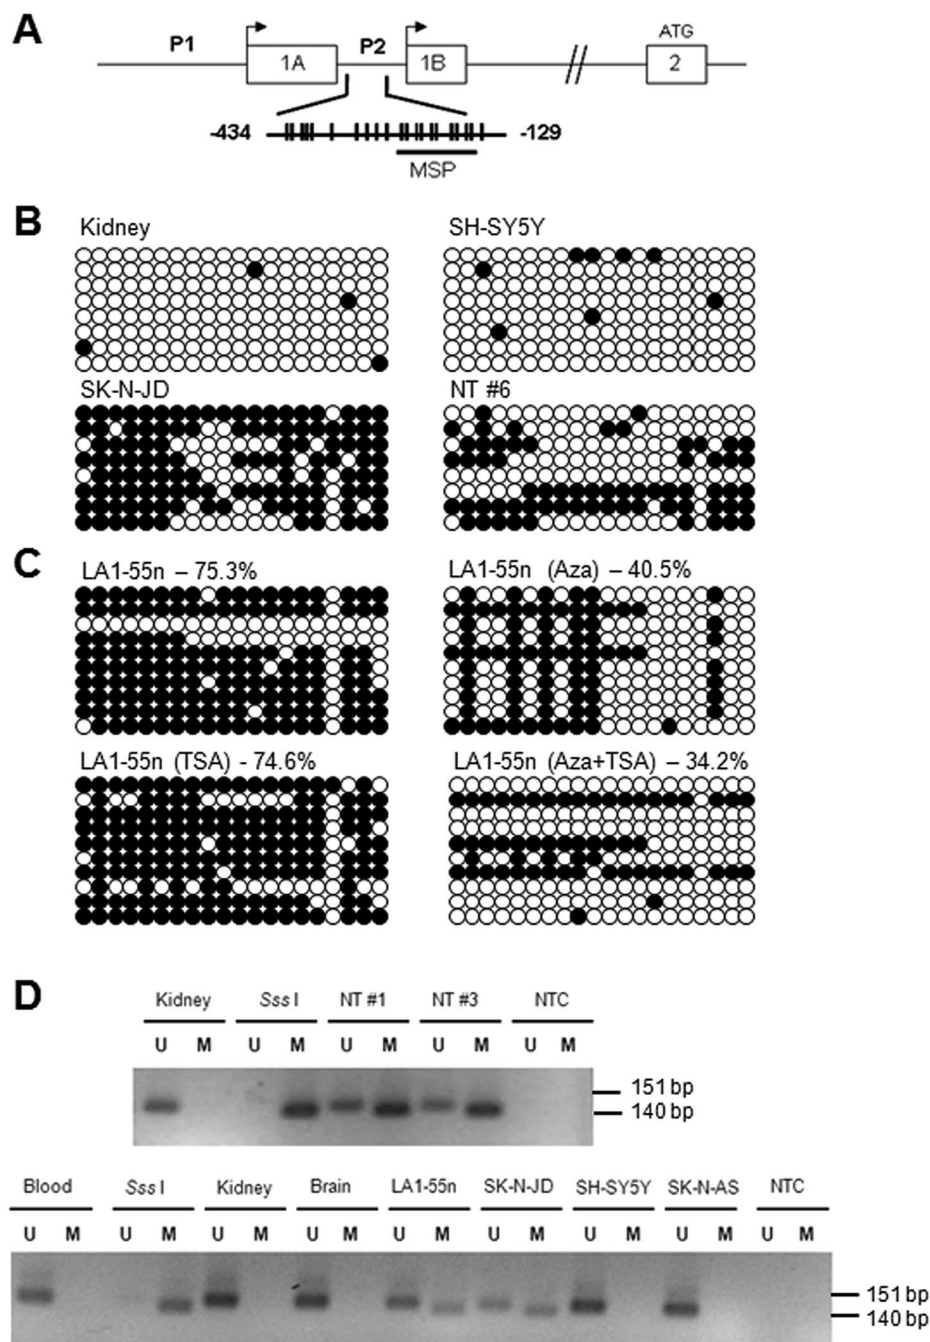 A
P1
P2
ATG
1A
1B
2
-434
-129
MSP
B
Kidney
SH-SY5Y
SK-N-JD
NT #6
C
LA1-55n – 75.3%
LA1-55n (Aza) – 40.5%
LA1-55n (TSA) - 74.6%
LA1-55n (Aza+TSA) – 34.2%
D
Kidney SssI NT #1 NT #3 NTC
U M U M U M U M U M
151 bp
140 bp
Blood SssI Kidney Brain LA1-55n SK-N-JD SH-SY5Y SK-N-AS NTC
U M U M U M U M U M U M U M U M U M
151 bp
140 bp